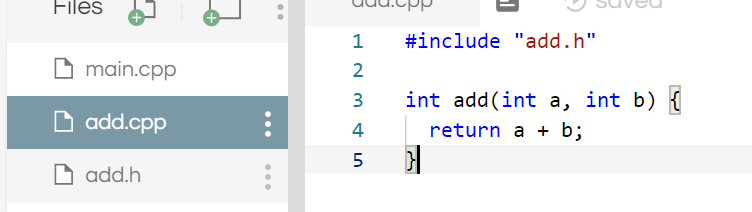 Files
add.cpp
saved
main.cpp
add.cpp
add.h
1 #include "add.h"
2
3 int add(int a, int b) {
4   return a + b;
5 }